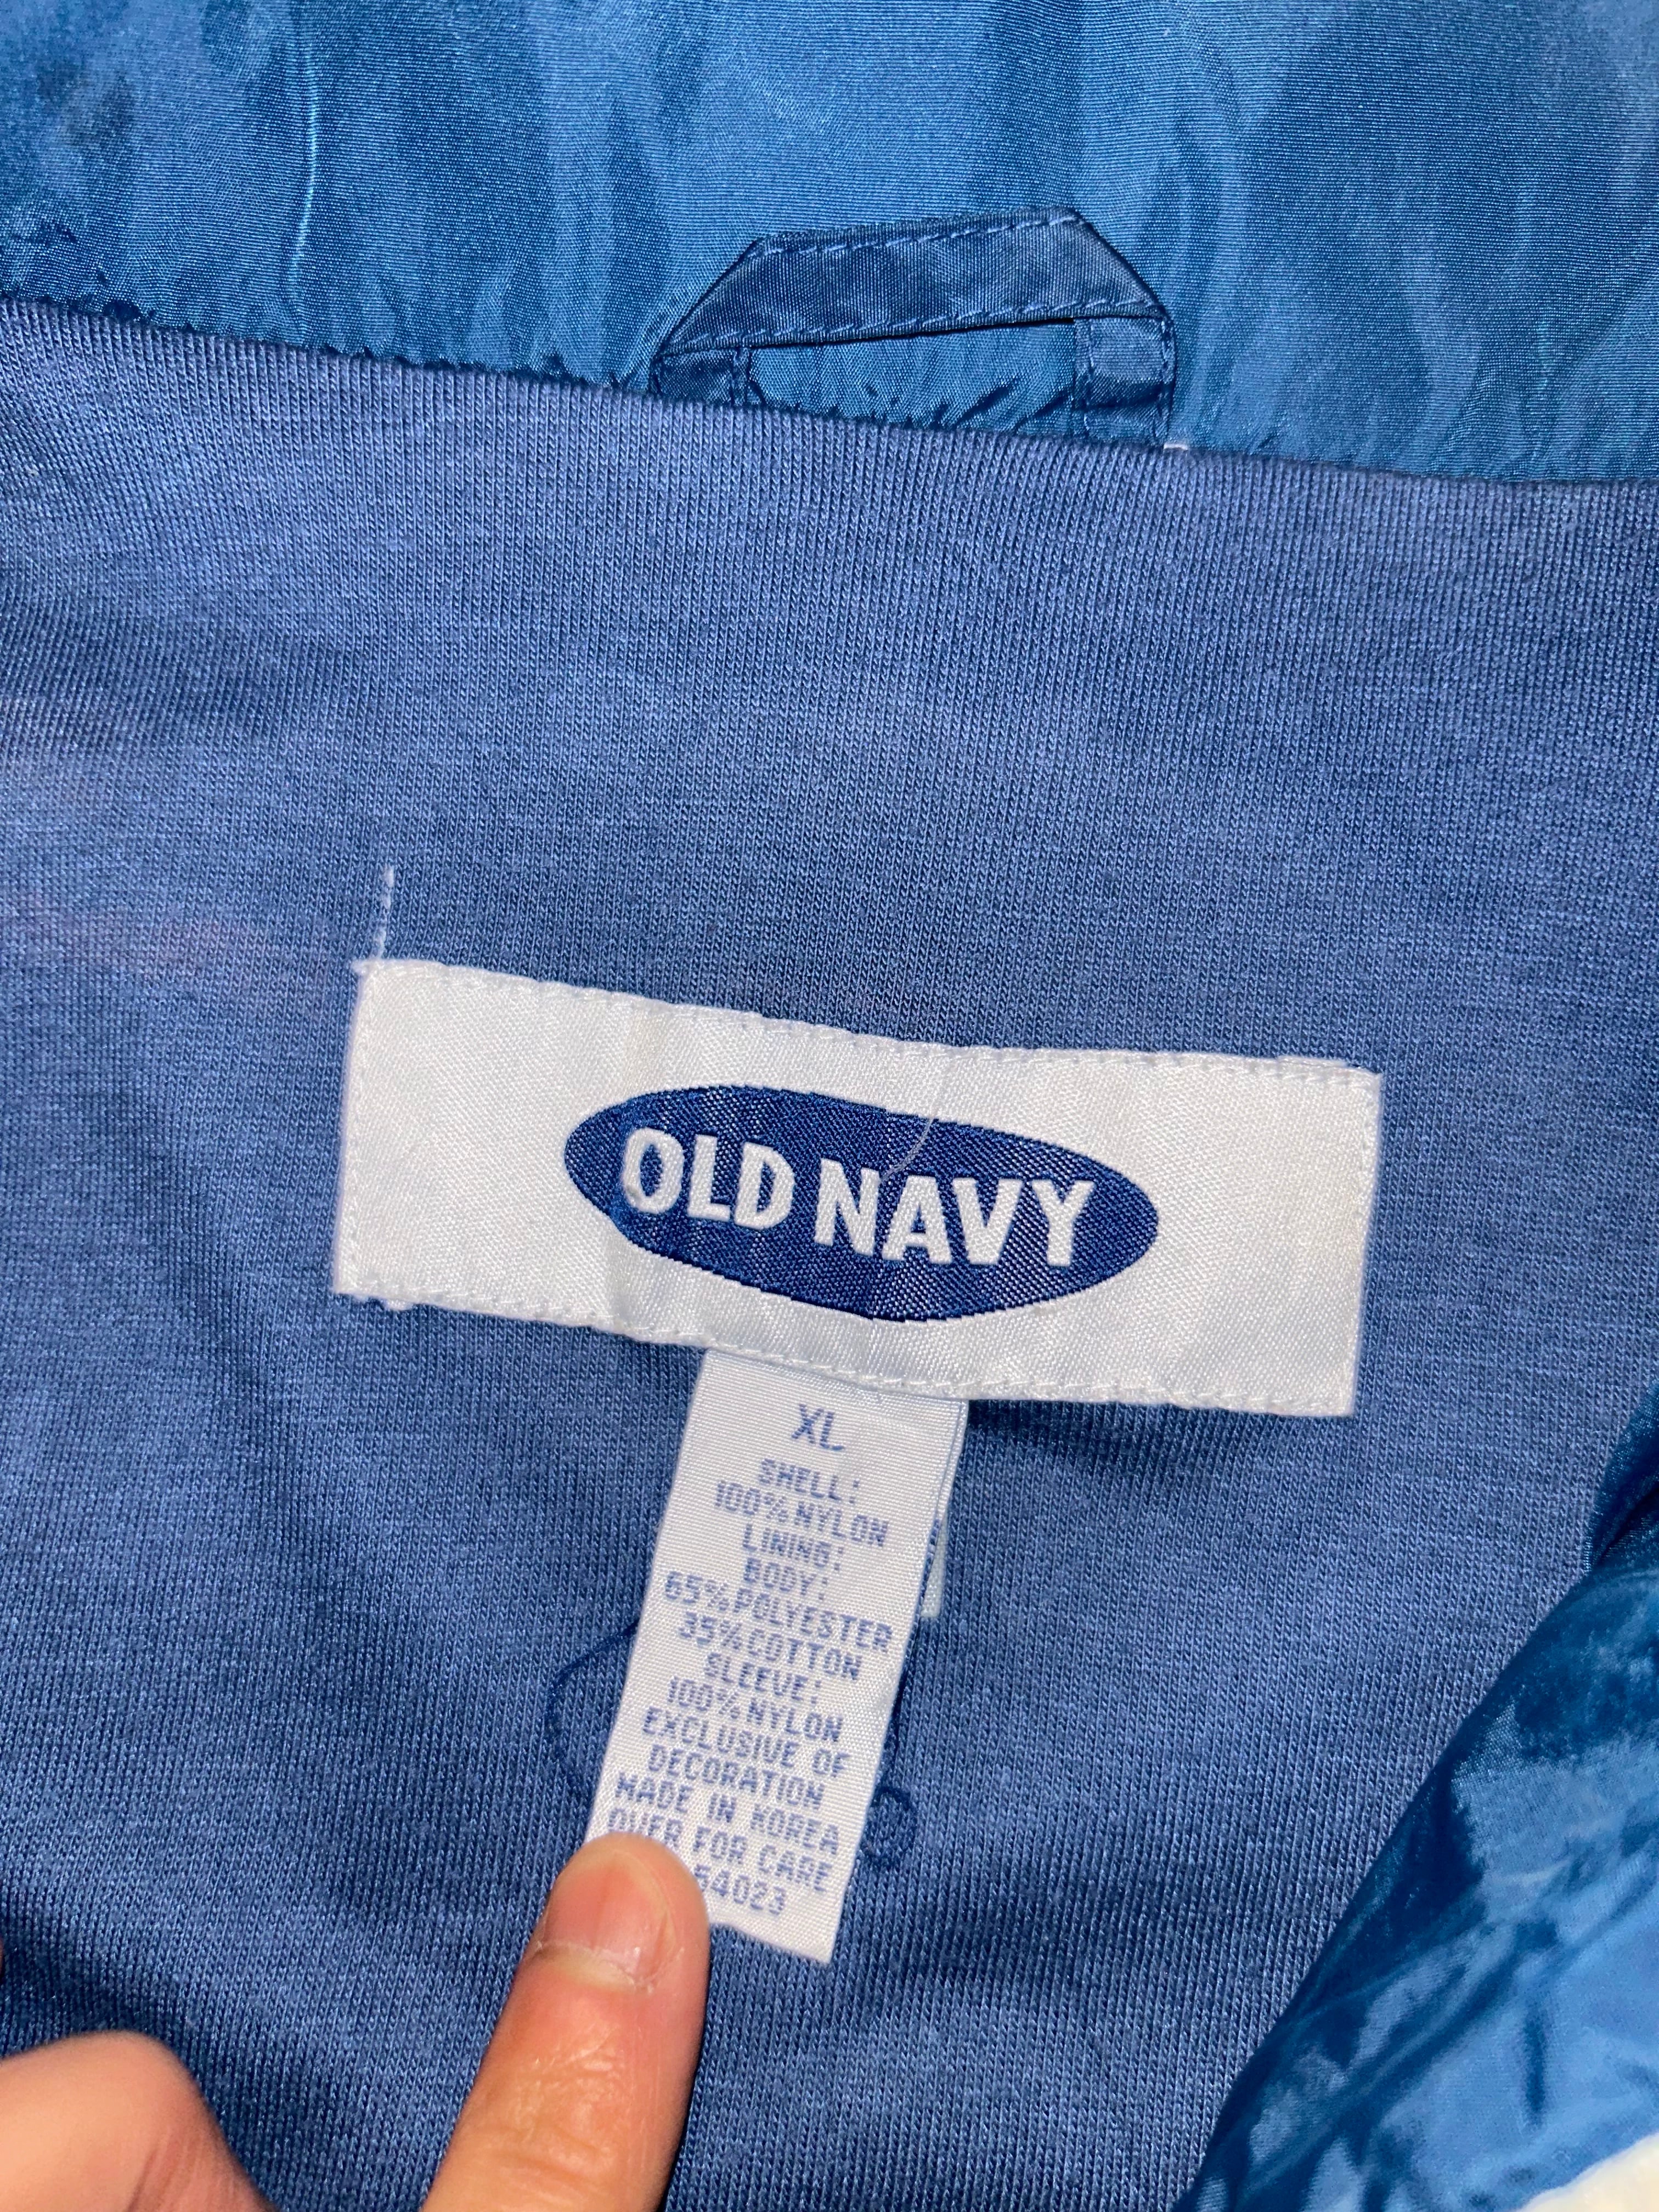 OLD NAVY
XL
SHELL:
100% NYLON
LINING:
BODY:
65% POLYESTER
35% COTTON
SLEEVE:
100% NYLON
EXCLUSIVE OF
DECORATION
MADE IN KOREA
OVER FOR CARE
54023